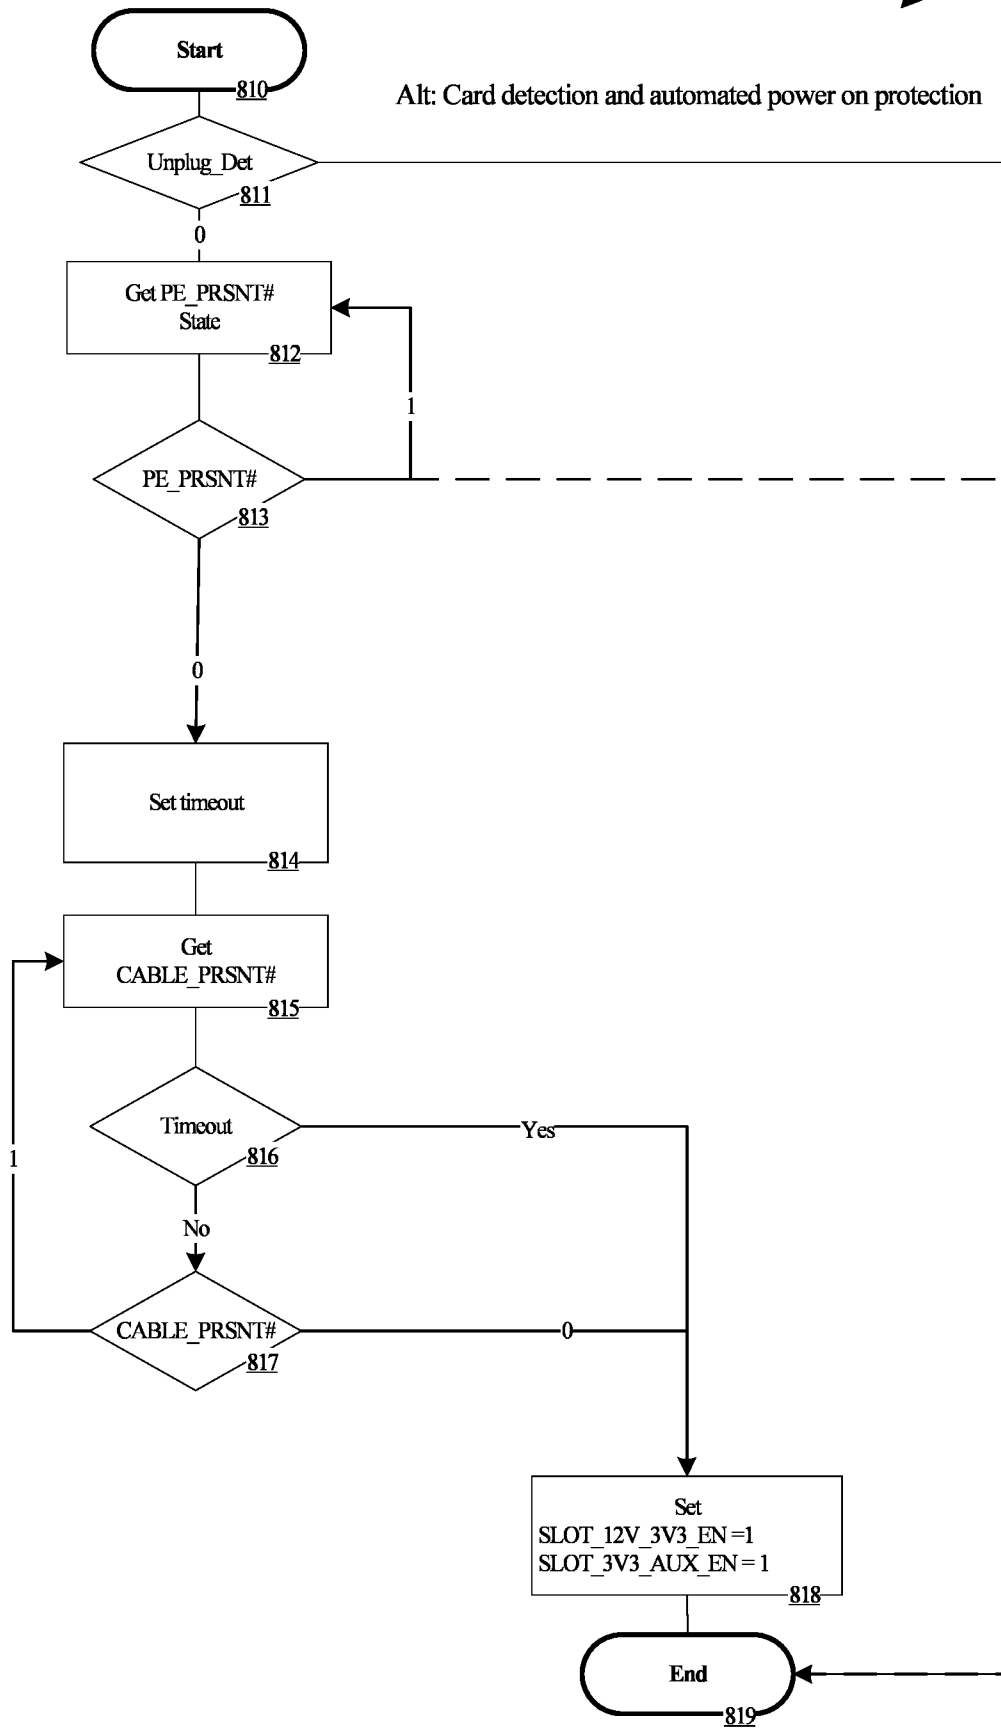 Start
810
Alt: Card detection and automated power on protection
Unplug_Det
811
0
Get PE_PRSNT#
State
812
1
PE_PRSNT#
813
0
Set timeout
814
Get
CABLE_PRSNT#
815
Timeout
816
Yes
1
No
CABLE_PRSNT#
817
0
Set
SLOT_12V_3V3_EN =1
SLOT_3V3_AUX_EN = 1
818
End
819